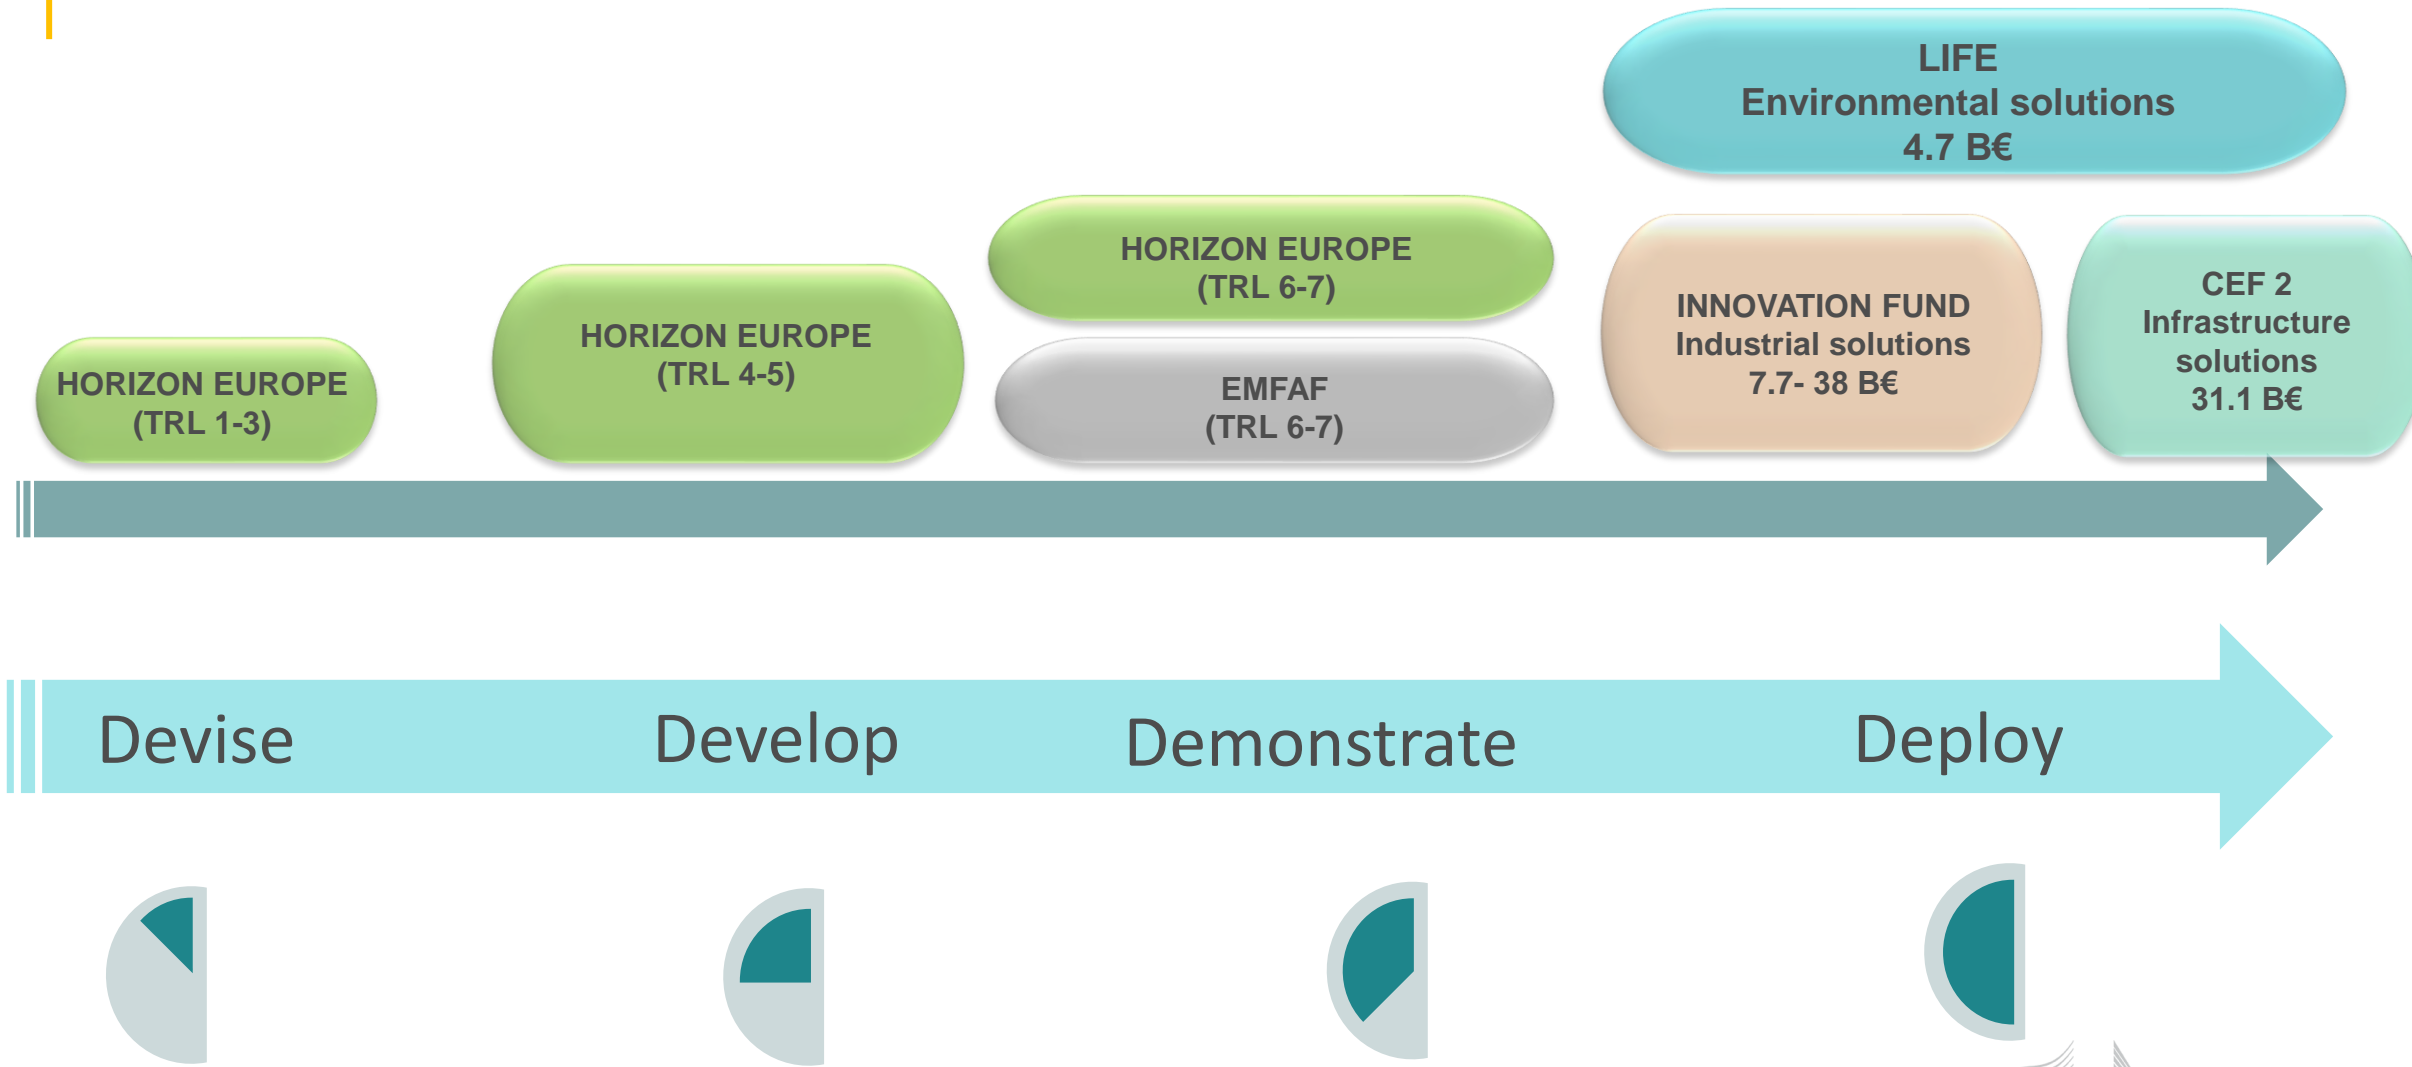 LIFE
Environmental solutions
4.7 B€
HORIZON EUROPE
(TRL 1-3)
HORIZON EUROPE
(TRL 4-5)
HORIZON EUROPE
(TRL 6-7)
EMFAF
(TRL 6-7)
INNOVATION FUND
Industrial solutions
7.7- 38 B€
CEF 2
Infrastructure
solutions
31.1 B€
Devise
Develop
Demonstrate
Deploy